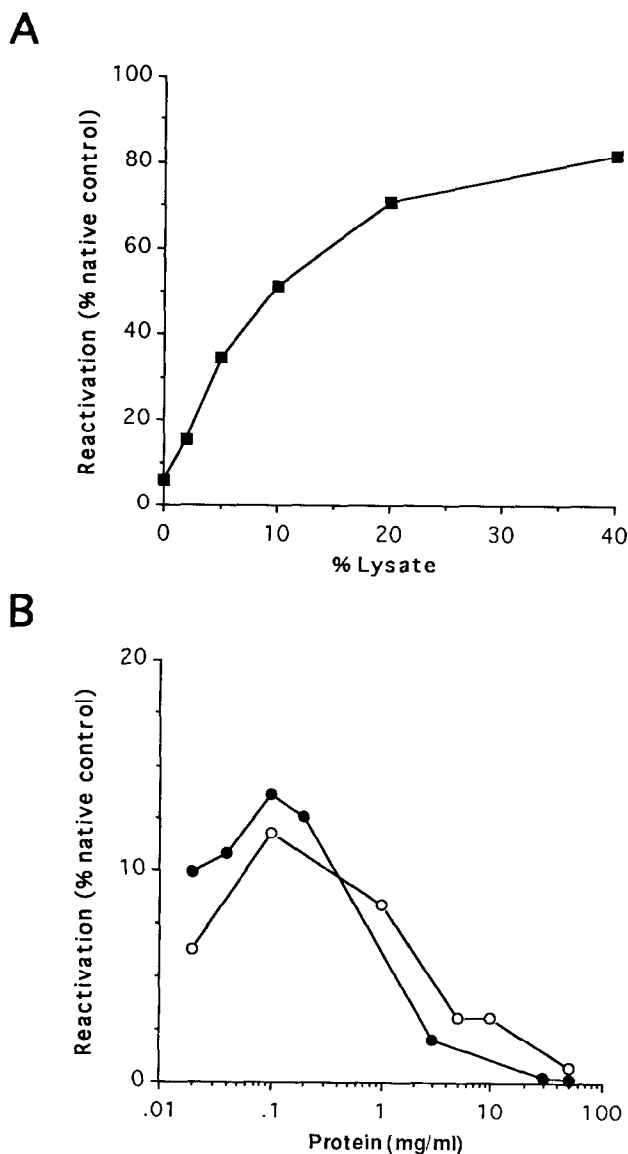 A
Reactivation (% native control)
100
80
60
40
20
0
0 10 20 30 40
% Lysate
B
Reactivation (% native control)
20
10
0
.01 .1 1 10 100
Protein (mg/ml)